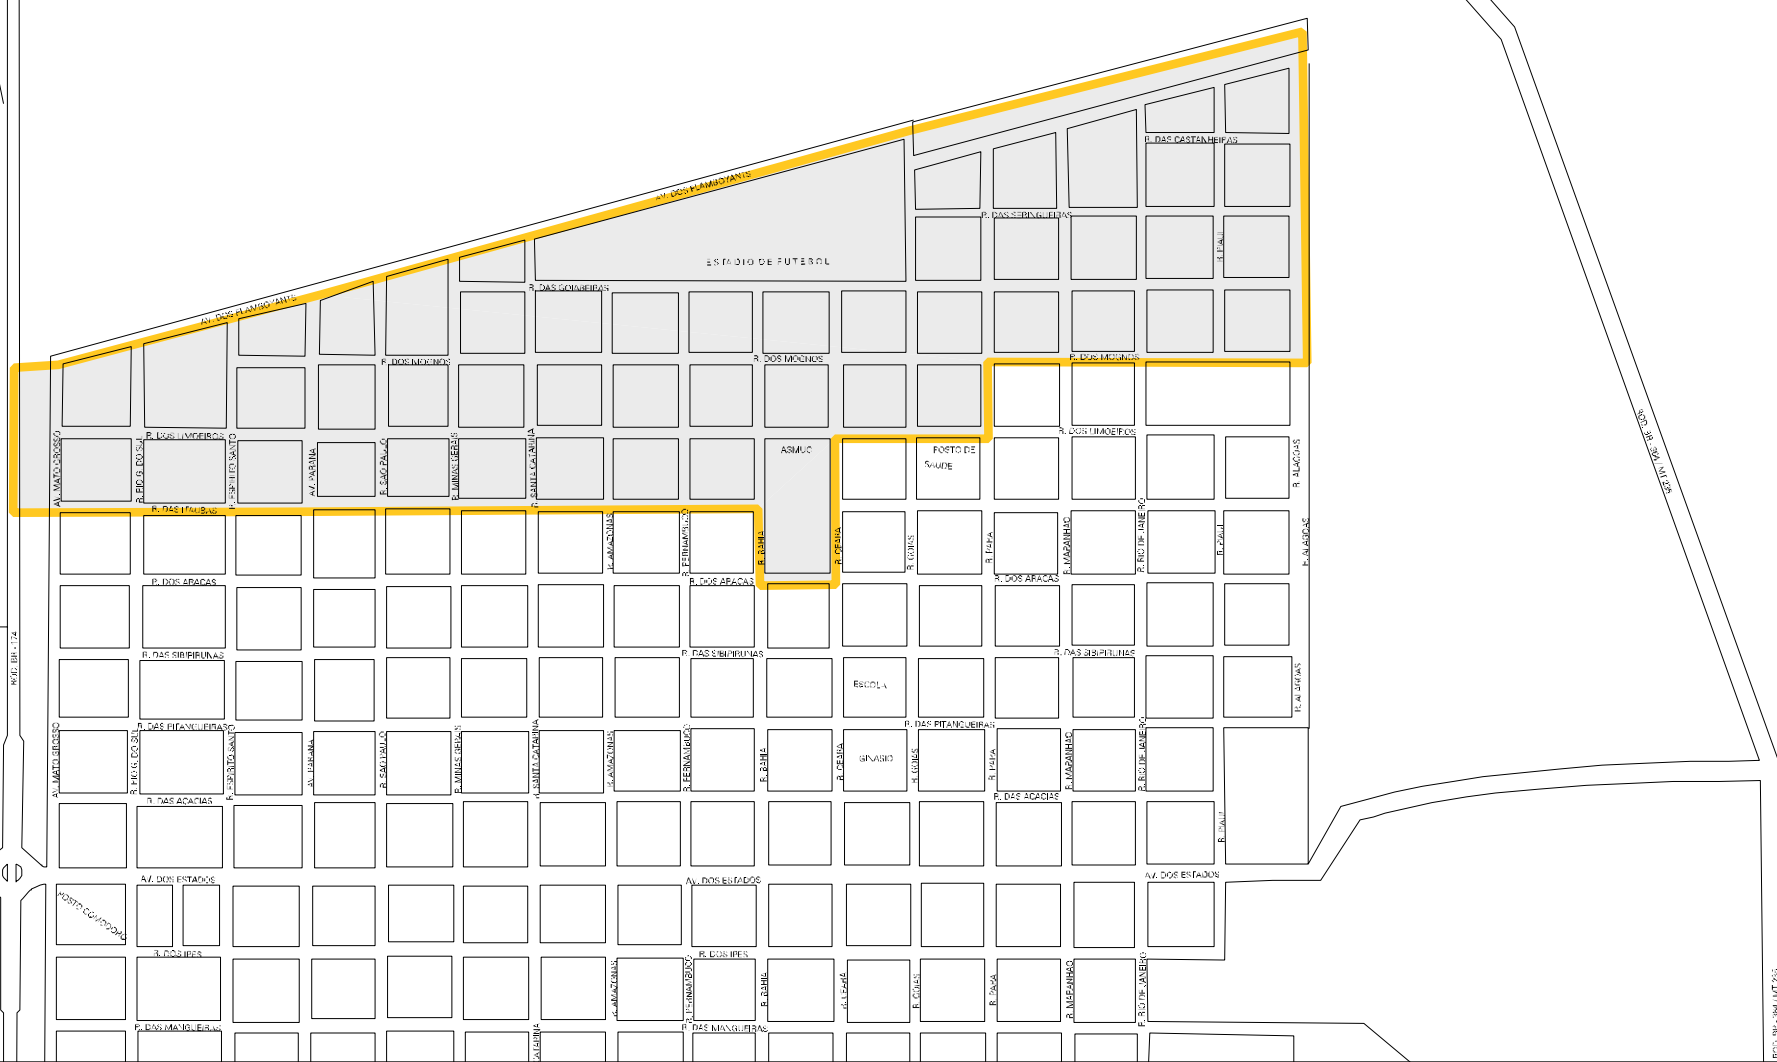 R. DAS CASTANHEIRAS
AV. DOS FLAMBOYANTS
R. DAS SERINGUEIRAS
R. PIAUI
ESTADIO DE FUTEBOL
R. DAS GOIABEIRAS
AV. DOS FLAMBOYANTS
R. DOS MOGNOS
R. DOS MOGNOS
R. DOS MOGNOS
R. DOS LIMOEIROS
R. DOS LIMOEIROS
ASMUC
POSTO DE
SAUDE
AV. MATO GROSSO
R. RIO G. DO SUL
R. ESPIRITO SANTO
AV. PARANA
R. SAO PAULO
R. MINAS GERAIS
R. SANTA CATARINA
R. ALAGOAS
ROD. BR - 364 / MT 235
R. DAS ITAUBAS
R. AMAZONAS
R. PERNAMBUCO
R. BAHIA
R. CEARA
R. GOIAS
R. PARA
R. MARANHAO
R. RIO DE JANEIRO
R. PIAUI
R. ALAGOAS
R. DOS ARACAS
R. DOS ARACAS
R. DOS ARACAS
ROD. BR - 174
R. DAS SIBIPIRUNAS
R. DAS SIBIPIRUNAS
R. DAS SIBIPIRUNAS
ESCOLA
R. ALAGOAS
R. DAS PITANGUEIRAS
R. DAS PITANGUEIRAS
AV. MATO GROSSO
R. RIO G. DO SUL
R. ESPIRITO SANTO
AV. PARANA
R. SAO PAULO
R. MINAS GERAIS
R. SANTA CATARINA
R. AMAZONAS
R. PERNAMBUCO
R. BAHIA
R. CEARA
GINASIO
R. GOIAS
R. PARA
R. MARANHAO
R. RIO DE JANEIRO
R. DAS ACACIAS
R. DAS ACACIAS
R. PIAUI
AV. DOS ESTADOS
AV. DOS ESTADOS
AV. DOS ESTADOS
POSTO COMODORO
R. DOS IPES
R. DOS IPES
R. AMAZONAS
R. PERNAMBUCO
R. BAHIA
R. CEARA
R. GOIAS
R. PARA
R. MARANHAO
R. RIO DE JANEIRO
R. DAS MANGUEIRAS
R. DAS MANGUEIRAS
CATARINA